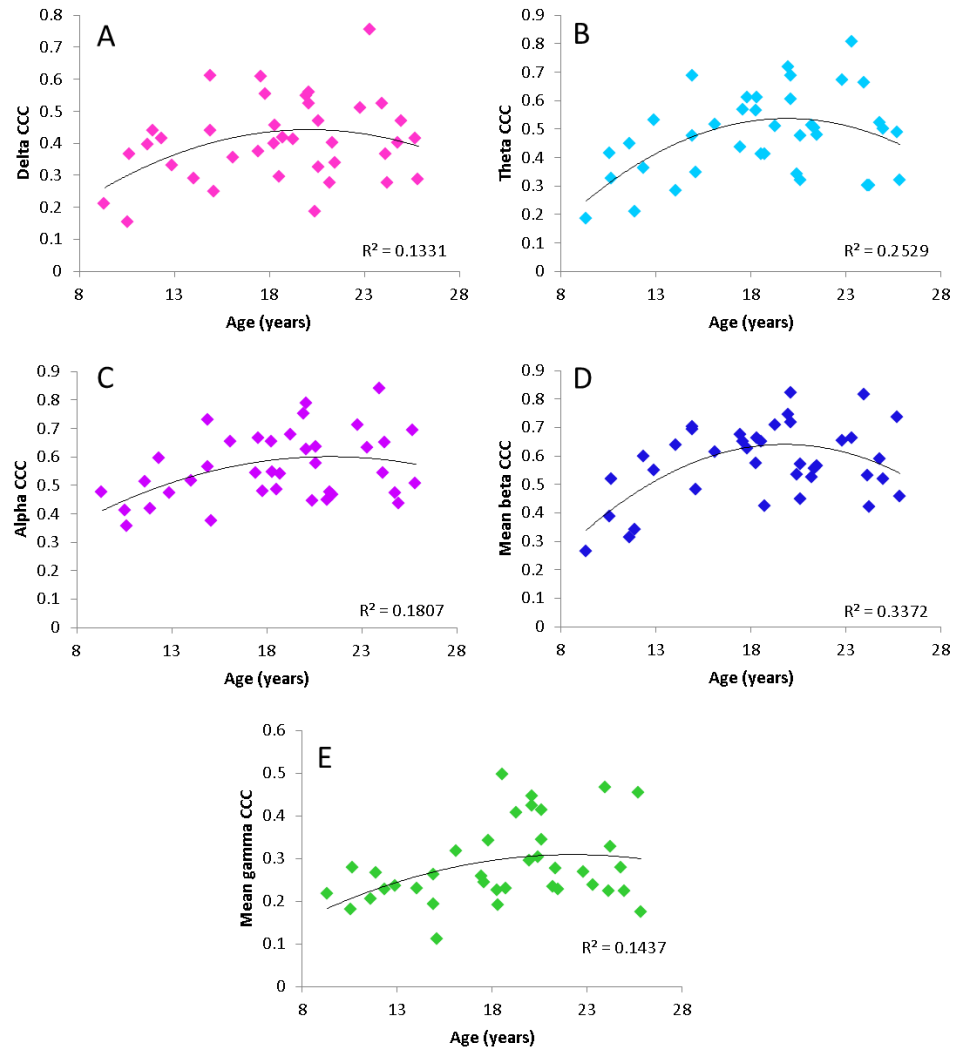 A
Delta CCC
0.8
0.7
0.6
0.5
0.4
0.3
0.2
0.1
0
R² = 0.1331
8 13 18 23 28
Age (years)
B
Theta CCC
0.9
0.8
0.7
0.6
0.5
0.4
0.3
0.2
0.1
0
R² = 0.2529
8 13 18 23 28
Age (years)
C
Alpha CCC
0.9
0.8
0.7
0.6
0.5
0.4
0.3
0.2
0.1
0
R² = 0.1807
8 13 18 23 28
Age (years)
D
Mean beta CCC
0.9
0.8
0.7
0.6
0.5
0.4
0.3
0.2
0.1
0
R² = 0.3372
8 13 18 23 28
Age (years)
E
Mean gamma CCC
0.6
0.5
0.4
0.3
0.2
0.1
0
R² = 0.1437
8 13 18 23 28
Age (years)